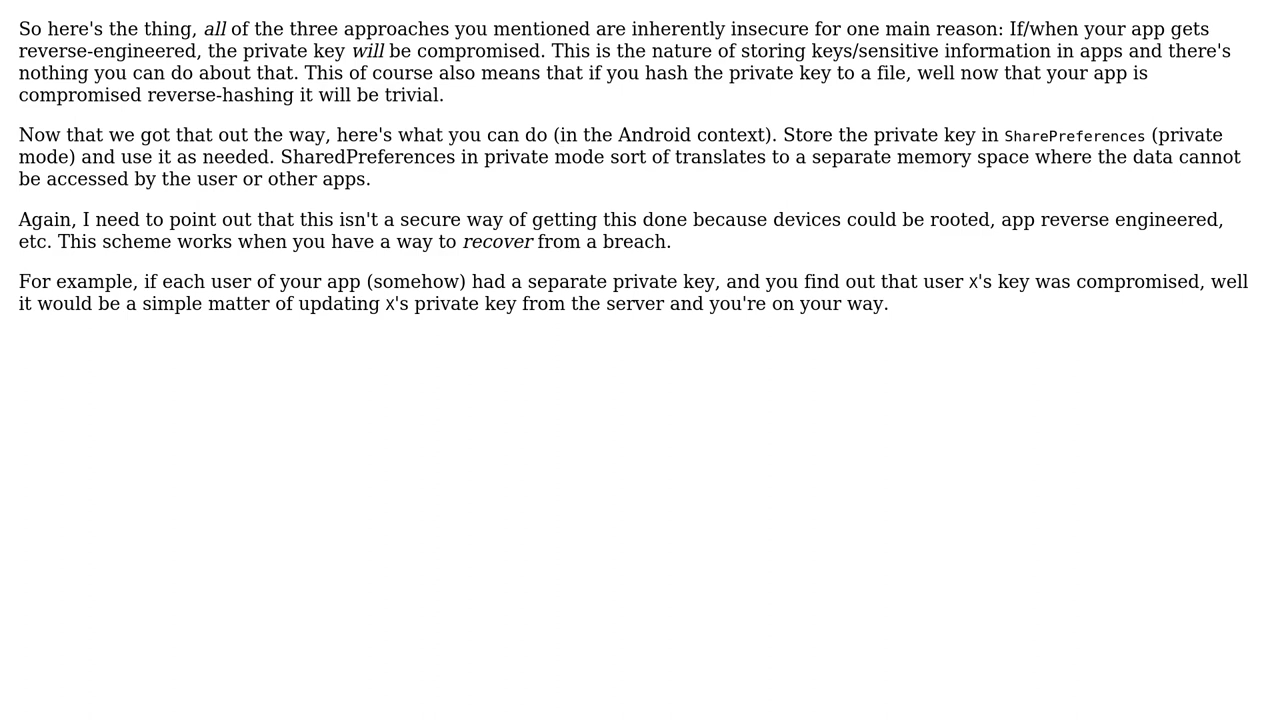 So here's the thing, all of the three approaches you mentioned are inherently insecure for one main reason: If/when your app gets
reverse-engineered, the private key will be compromised. This is the nature of storing keys/sensitive information in apps and there's
nothing you can do about that. This of course also means that if you hash the private key to a file, well now that your app is
compromised reverse-hashing it will be trivial.
Now that we got that out the way, here's what you can do (in the Android context). Store the private key in SharePreferences (private
mode) and use it as needed. SharedPreferences in private mode sort of translates to a separate memory space where the data cannot
be accessed by the user or other apps.
Again, I need to point out that this isn't a secure way of getting this done because devices could be rooted, app reverse engineered,
etc. This scheme works when you have a way to recover from a breach.
For example, if each user of your app (somehow) had a separate private key, and you find out that user X's key was compromised, well
it would be a simple matter of updating X's private key from the server and you're on your way.